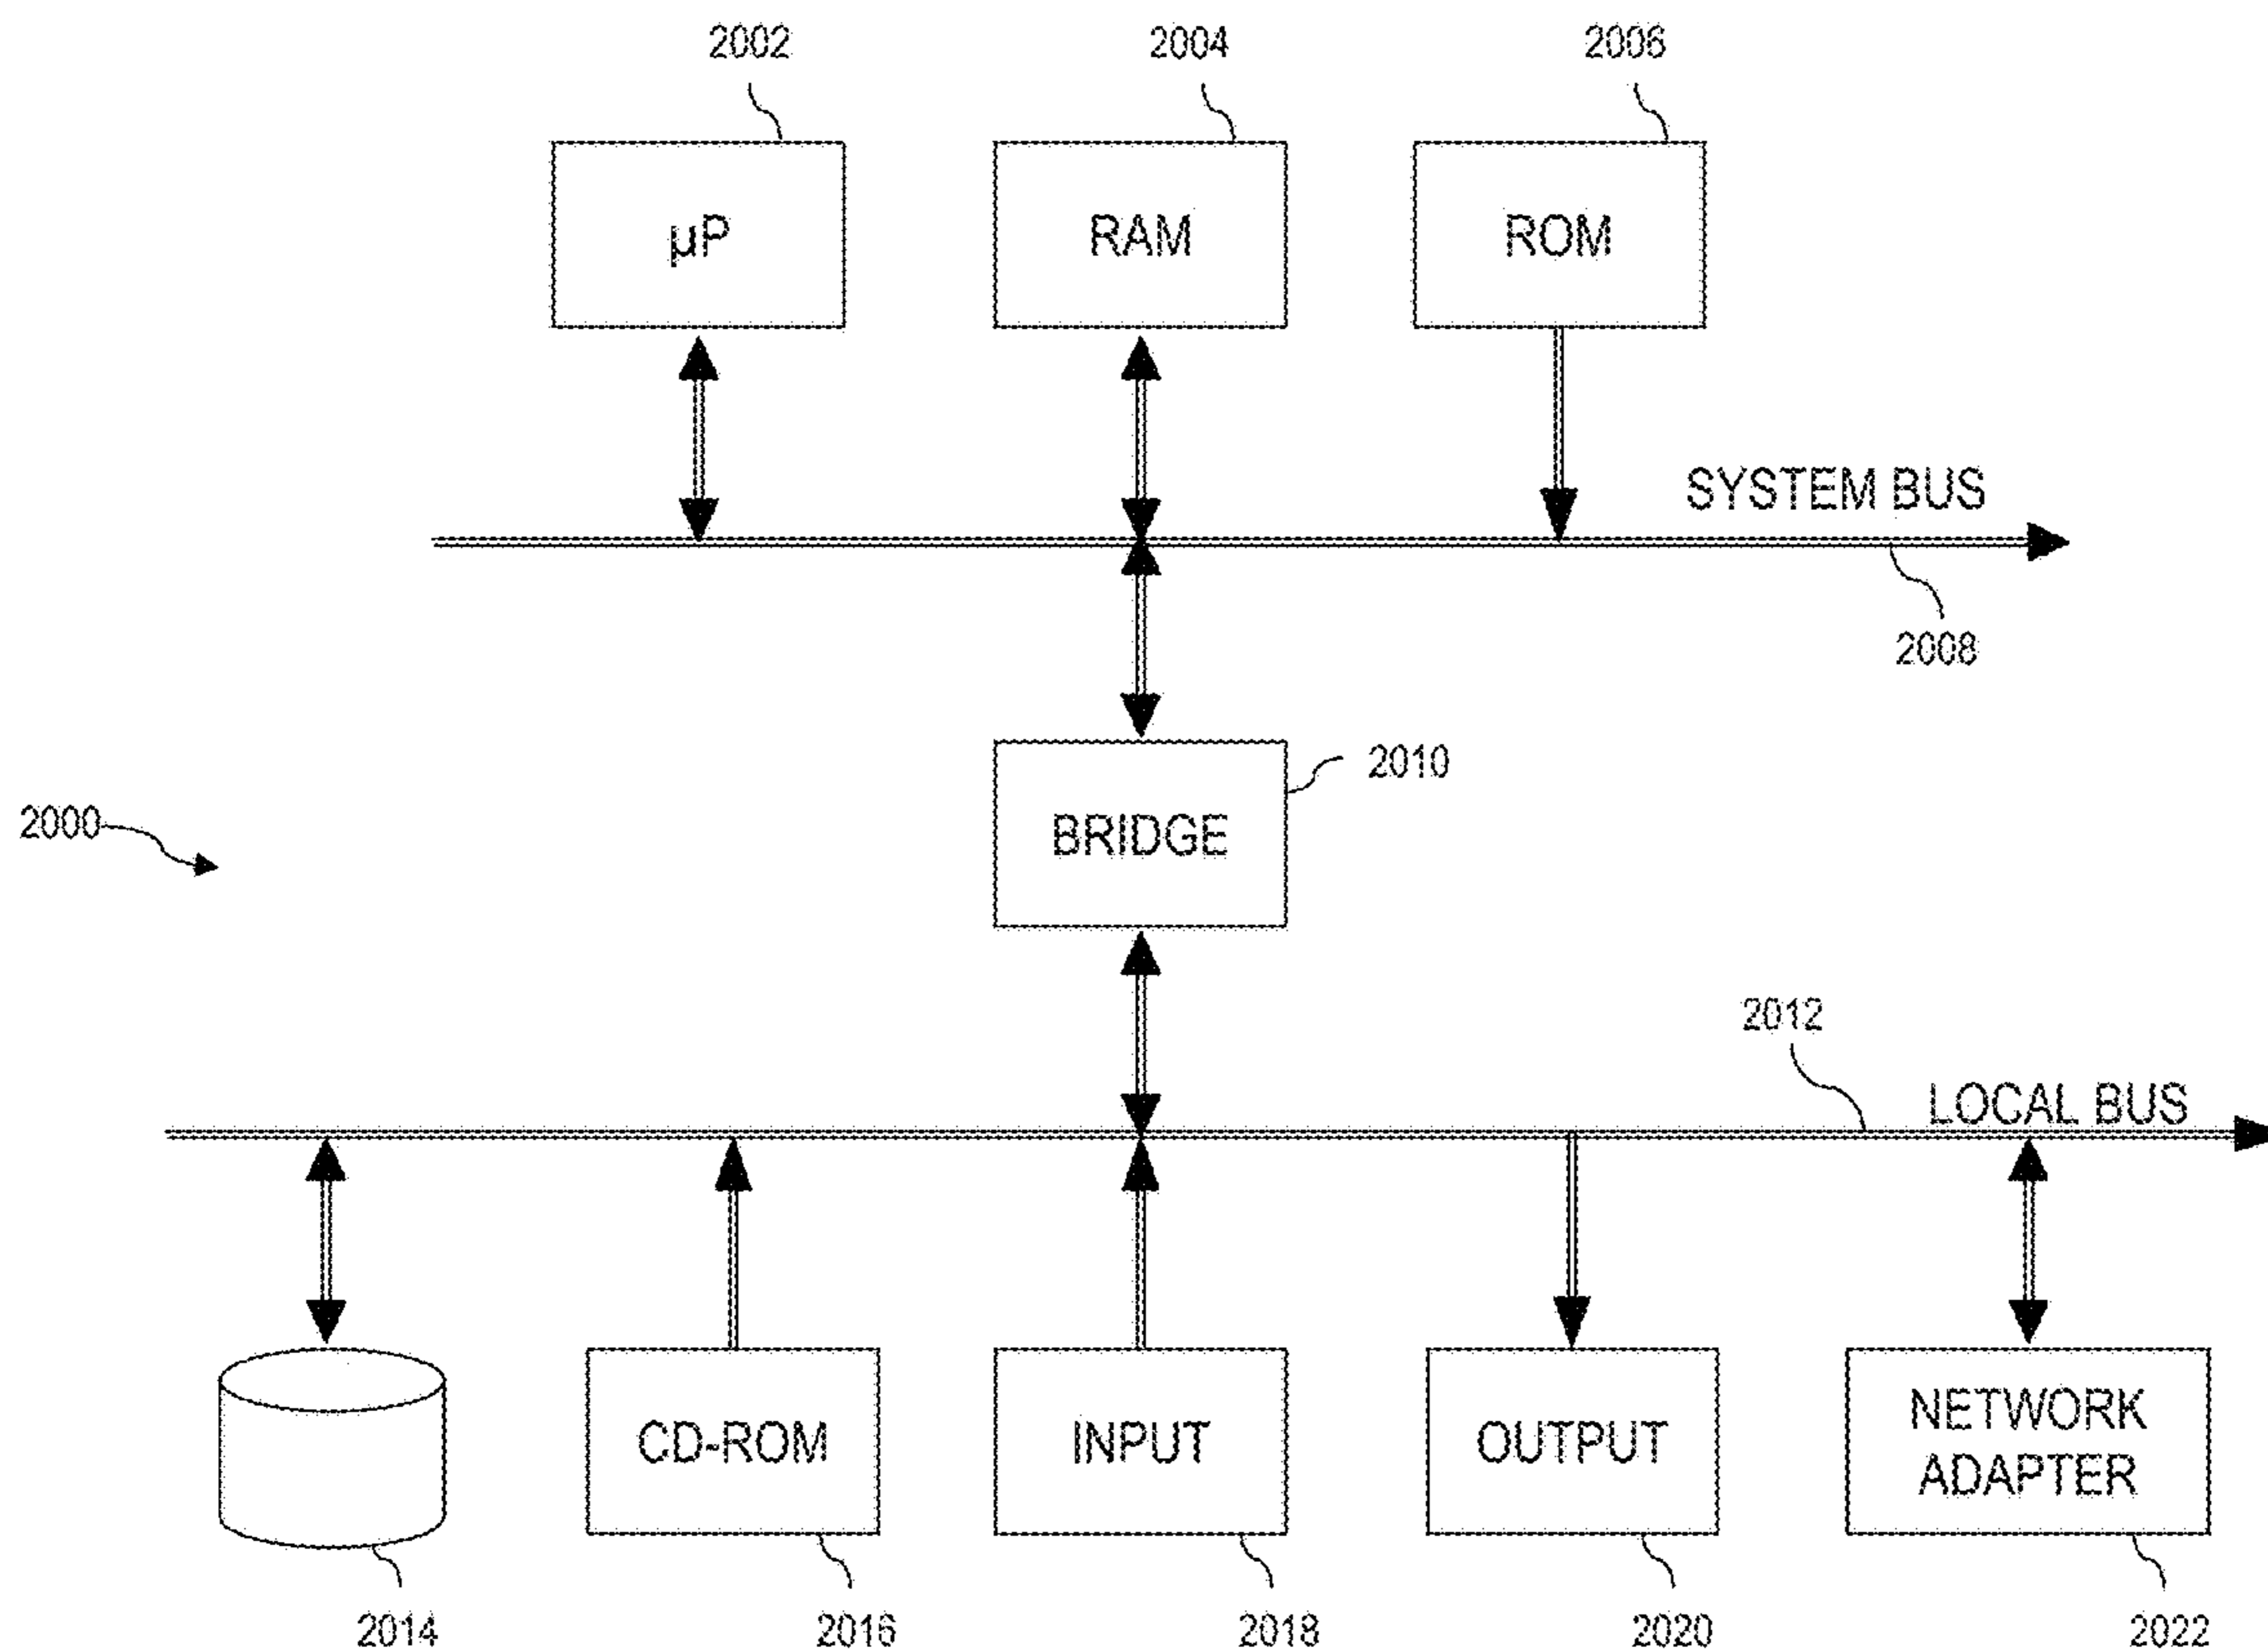 2002
2004
2006
µP
RAM
ROM
SYSTEM BUS
2008
2010
BRIDGE
2000
2012
LOCAL BUS
CD-ROM
INPUT
OUTPUT
NETWORK
ADAPTER
2014
2016
2018
2020
2022